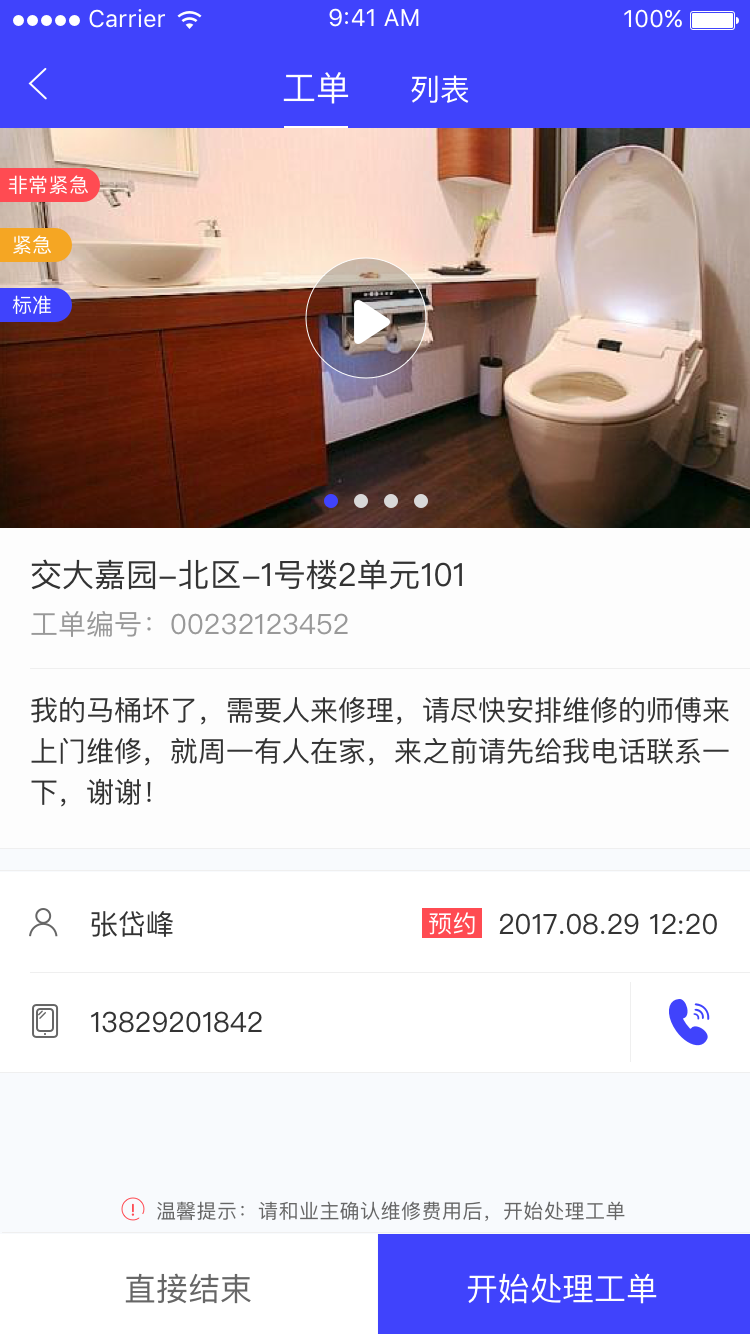 Carrier 9:41 AM 100%
工单 列表
非常紧急
紧急
标准
交大嘉园–北区–1号楼2单元101
工单编号：00232123452
我的马桶坏了，需要人来修理，请尽快安排维修的师傅来
上门维修，就周一有人在家，来之前请先给我电话联系一
下，谢谢！
张岱峰 预约 2017.08.29 12:20
13829201842
温馨提示：请和业主确认维修费用后，开始处理工单
直接结束 开始处理工单